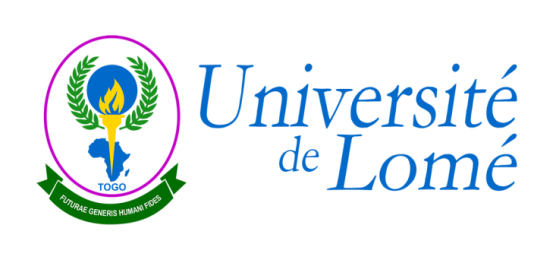 TOGO
FUTURAE GENERIS HUMANI FIDES
Université
de Lomé